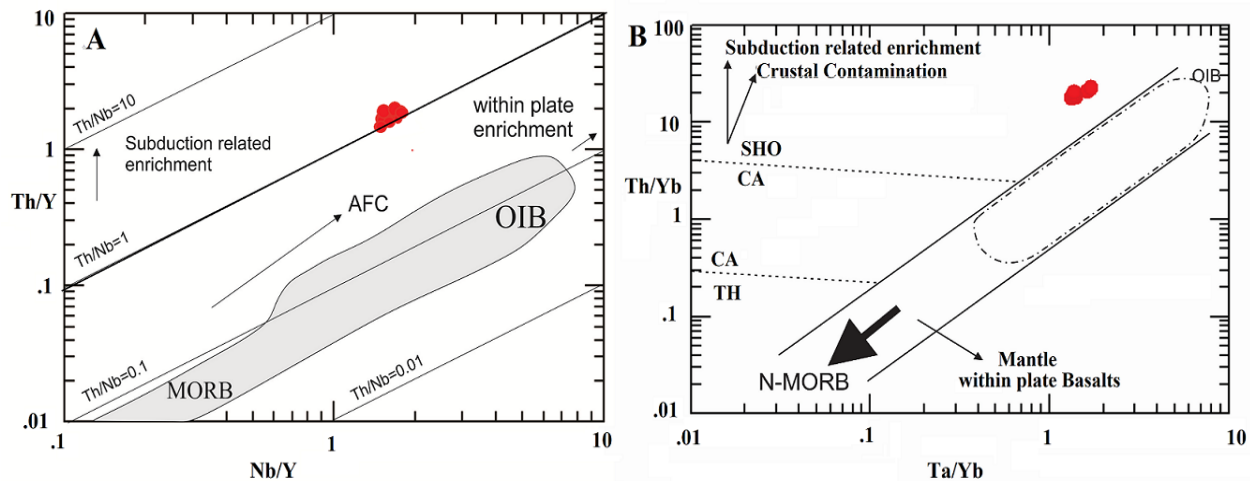 A
10
1
.1
0.01
Th/Y
Th/Nb=10
Subduction related
enrichment
Th/Nb=1
AFC
within plate
enrichment
OIB
MORB
Th/Nb=0.1
Th/Nb=0.01
.1
1
10
Nb/Y
B
100
10
1
.1
.01
Th/Yb
Subduction related enrichment
Crustal Contamination
SHO
CA
CA
TH
OIB
N-MORB
Mantle
within plate Basalts
.01
.1
1
10
Ta/Yb